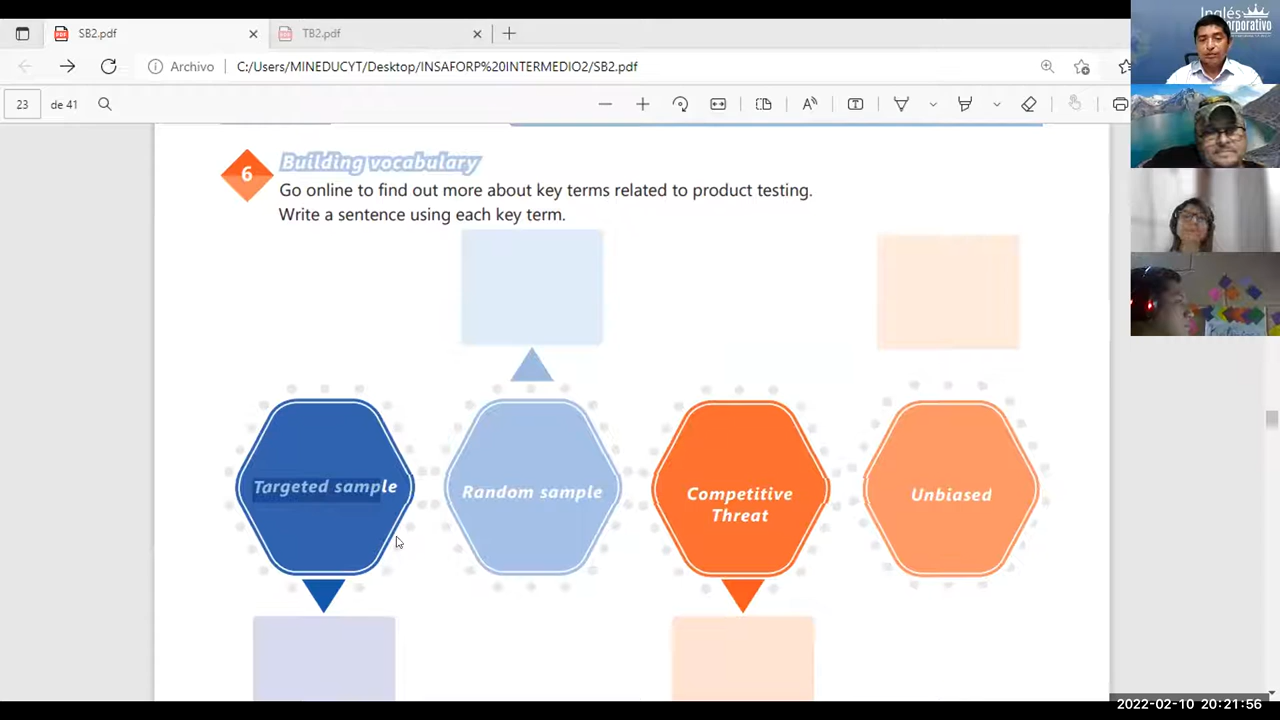 SB2.pdf
TB2.pdf
Archivo
C:/Users/MINEDUCYT/Desktop/INSAFORP%20INTERMEDIO2/SB2.pdf
23
de 41
6
Building vocabulary
Go online to find out more about key terms related to product testing.
Write a sentence using each key term.
Targeted sample
Random sample
Competitive
Threat
Unbiased
Inglés
Corporativo
2022-02-10 20:21:56